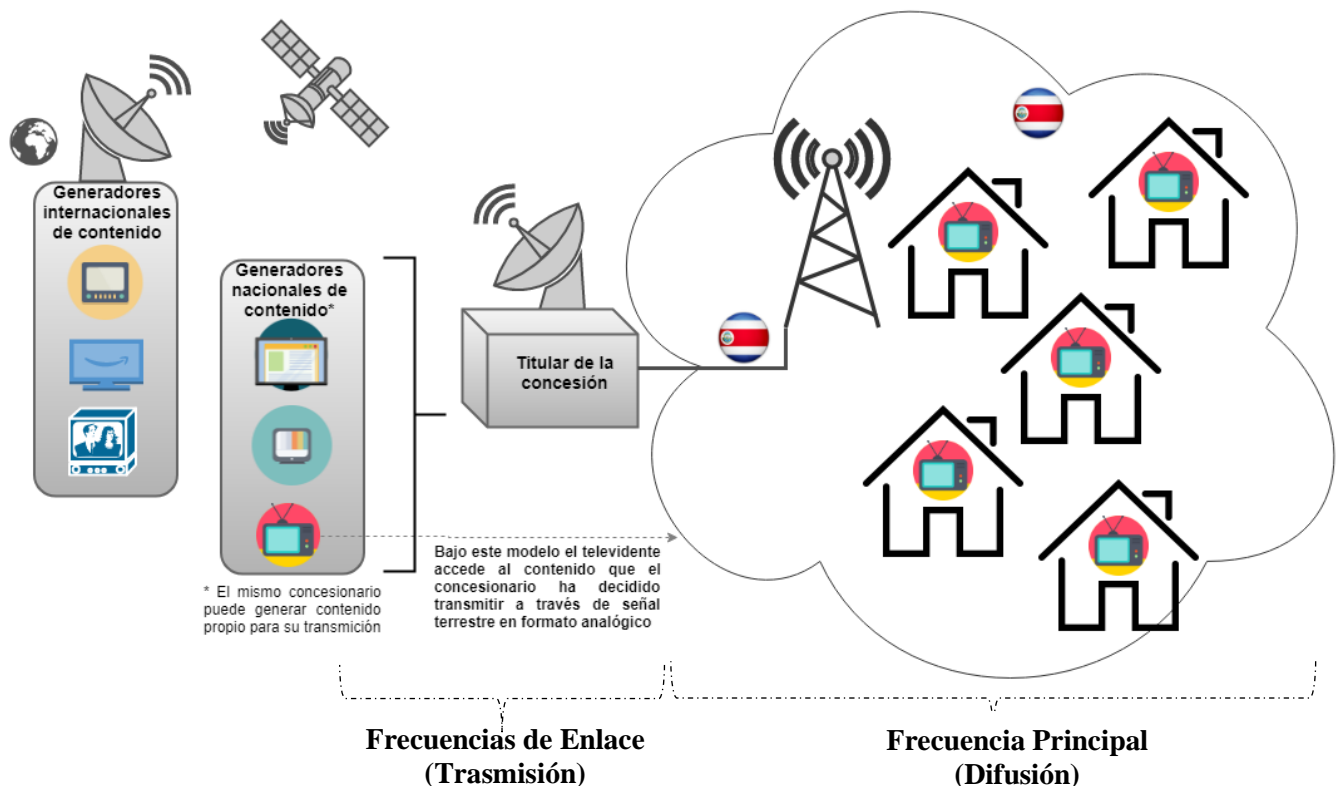 Generadores
internacionales
de contenido
Generadores
nacionales de
contenido*
Titular de la
concesión
* El mismo concesionario
puede generar contenido
propio para su transmición
Bajo este modelo el televidente
accede al contenido que el
concesionario ha decidido
transmitir a través de señal
terrestre en formato analógico
Frecuencias de Enlace
(Trasmisión)
Frecuencia Principal
(Difusión)